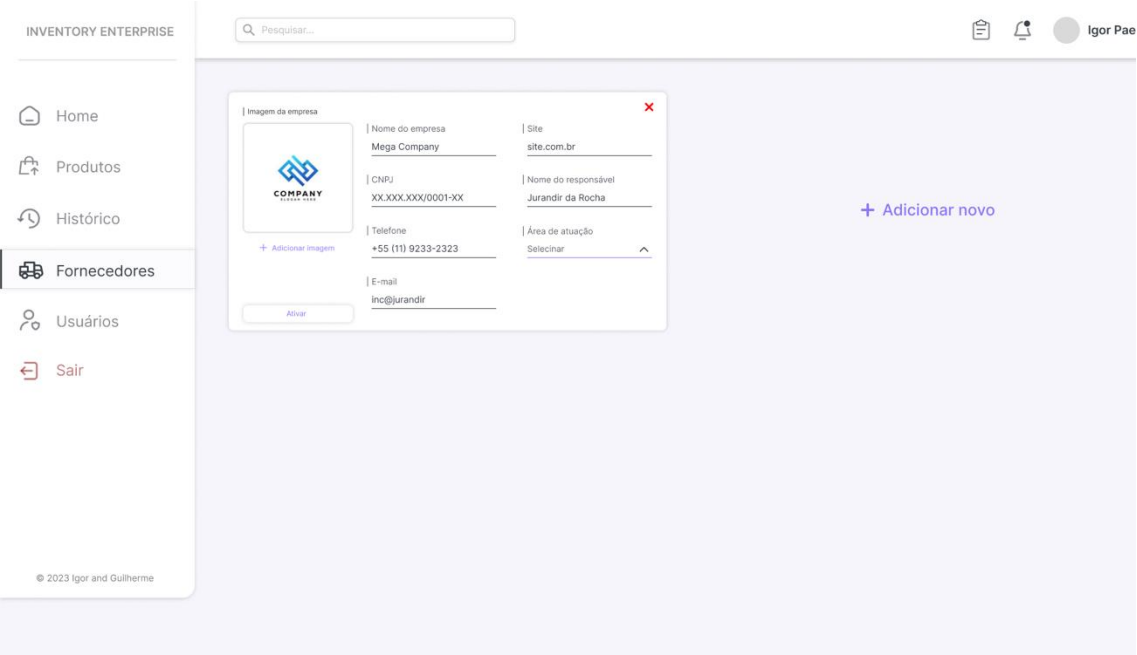 INVENTORY ENTERPRISE
Pesquisar...
Igor Pae
Home
Produtos
Histórico
Fornecedores
Usuários
Sair
© 2023 Igor and Guilherme
Imagem da empresa
COMPANY
SLOGAN HERE
+ Adicionar imagem
Ativar
Nome do empresa
Mega Company
CNPJ
XX.XXX.XXX/0001-XX
Telefone
+55 (11) 9233-2323
E-mail
inc@jurandir
Site
site.com.br
Nome do responsável
Jurandir da Rocha
Área de atuação
Selecinar
+ Adicionar novo